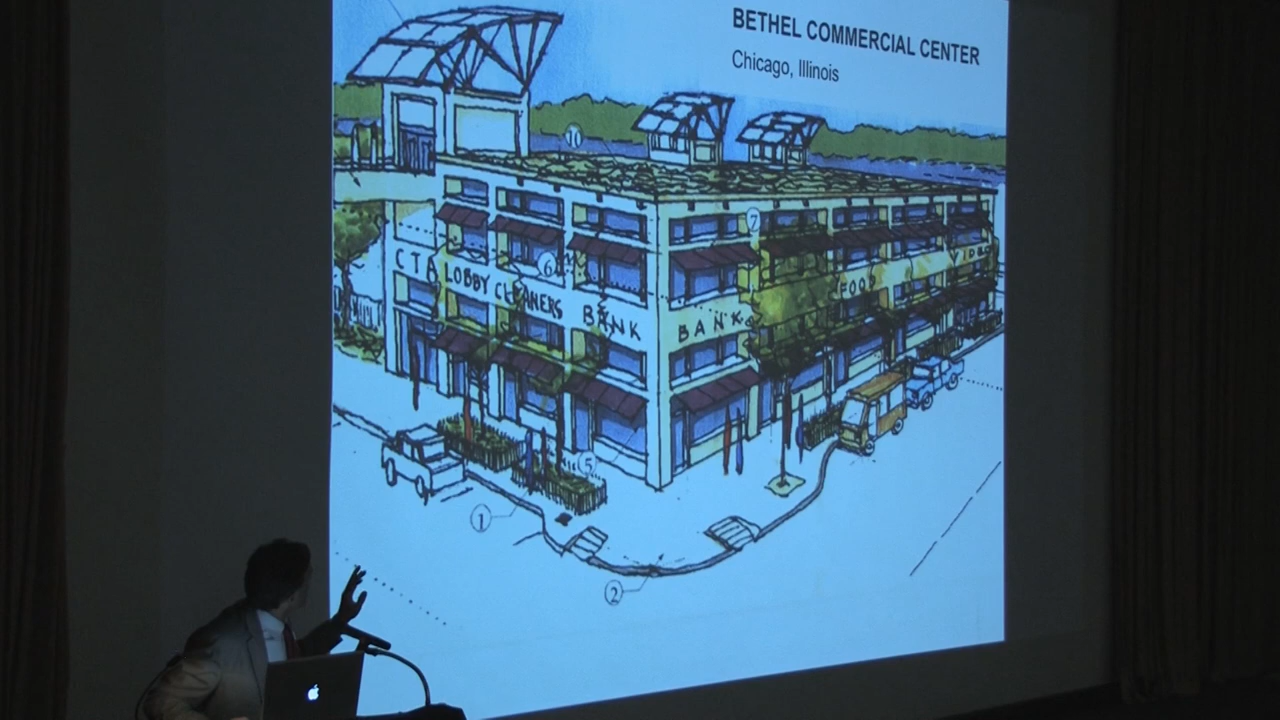 BETHEL COMMERCIAL CENTER
Chicago, Illinois
10
7
6
CTA LOBBY CLEANERS BANK
BANK FOOD VIDEO
5
1
2